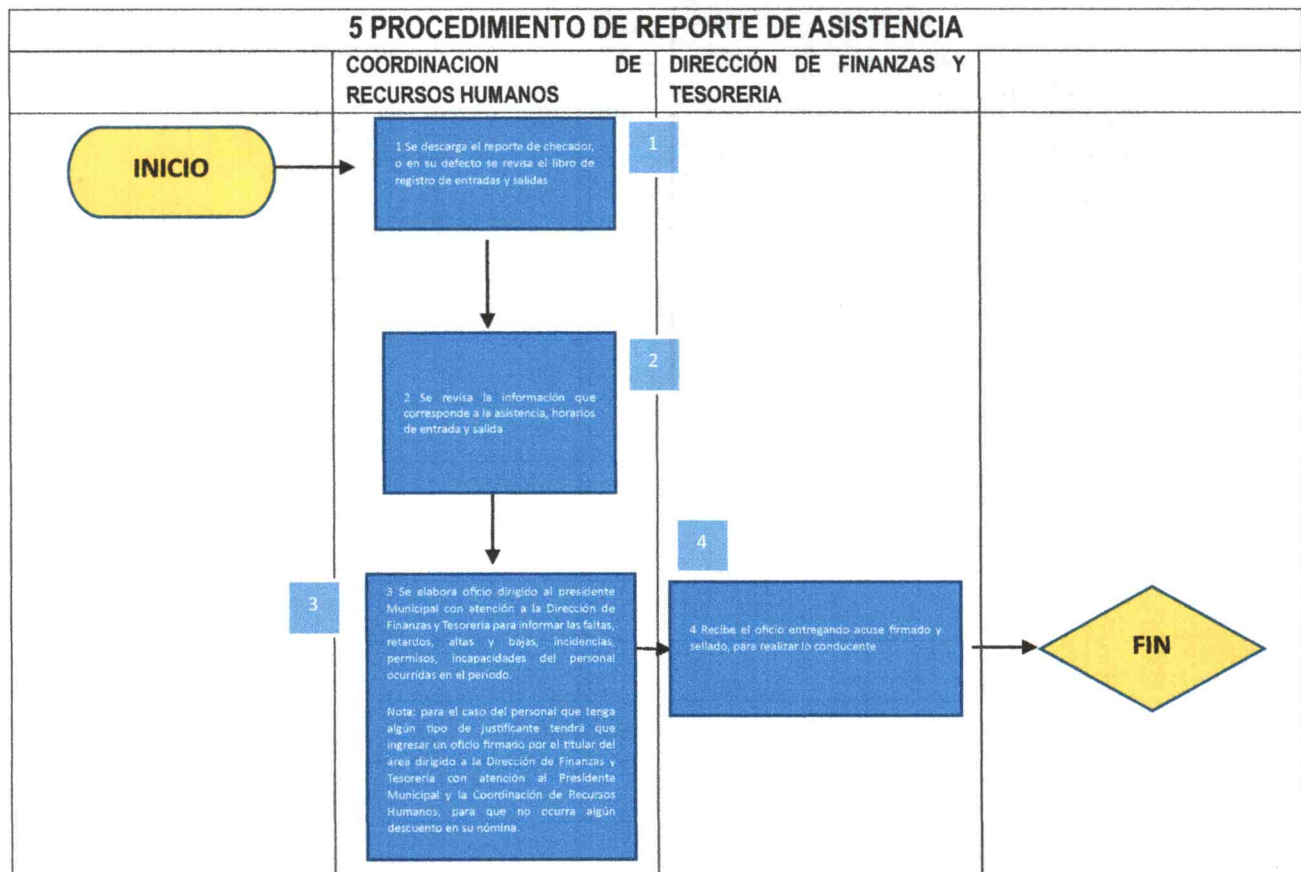 5 PROCEDIMIENTO DE REPORTE DE ASISTENCIA
COORDINACION DE
RECURSOS HUMANOS
DIRECCIÓN DE FINANZAS Y
TESORERIA
INICIO
1 Se descarga el reporte de checador,
o en su defecto se revisa el libro de
registro de entradas y salidas
1
2 Se revisa la información que
corresponde a la asistencia, horarios
de entrada y salida
2
3
3 Se elabora oficio dirigido al presidente
Municipal con atención a la Dirección de
Finanzas y Tesorería para informar las faltas,
retardos, altas y bajas, incidencias,
permisos, incapacidades del personal
ocurridas en el periodo.
Nota: para el caso del personal que tenga
algún tipo de justificante tendrá que
ingresar un oficio firmado por el titular del
área dirigido a la Dirección de Finanzas y
Tesorería con atención al Presidente
Municipal y la Coordinación de Recursos
Humanos, para que no ocurra algún
descuento en su nómina.
4
4 Recibe el oficio entregando acuse firmado y
sellado, para realizar lo conducente
FIN